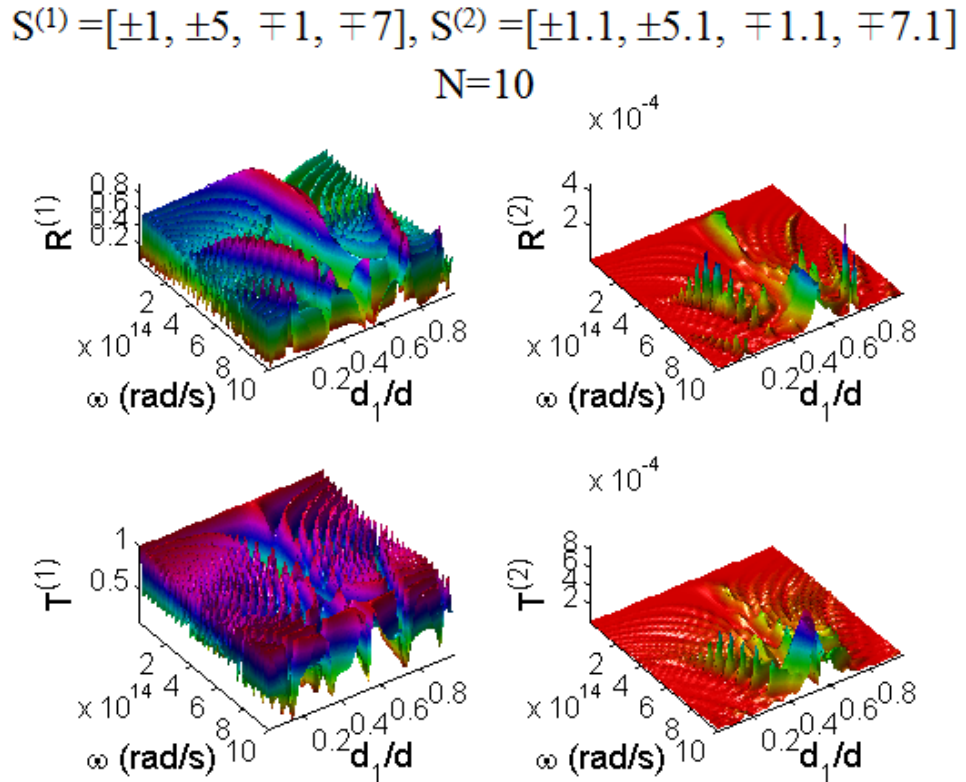 S⁽¹⁾ =[±1, ±5, ∓1, ∓7], S⁽²⁾ =[±1.1, ±5.1, ∓1.1, ∓7.1]
N=10
x 10⁻⁴
0.8
0.6
0.4
0.2
R⁽¹⁾
2
4
6
8
10
x 10¹⁴
ω (rad/s)
0.2
0.4
0.6
0.8
d₁/d
4
2
R⁽²⁾
2
4
6
8
10
x 10¹⁴
ω (rad/s)
0.2
0.4
0.6
0.8
d₁/d
x 10⁻⁴
1
0.5
T⁽¹⁾
2
4
6
8
10
x 10¹⁴
ω (rad/s)
0.2
0.4
0.6
0.8
d₁/d
8
6
4
2
T⁽²⁾
2
4
6
8
10
x 10¹⁴
ω (rad/s)
0.2
0.4
0.6
0.8
d₁/d